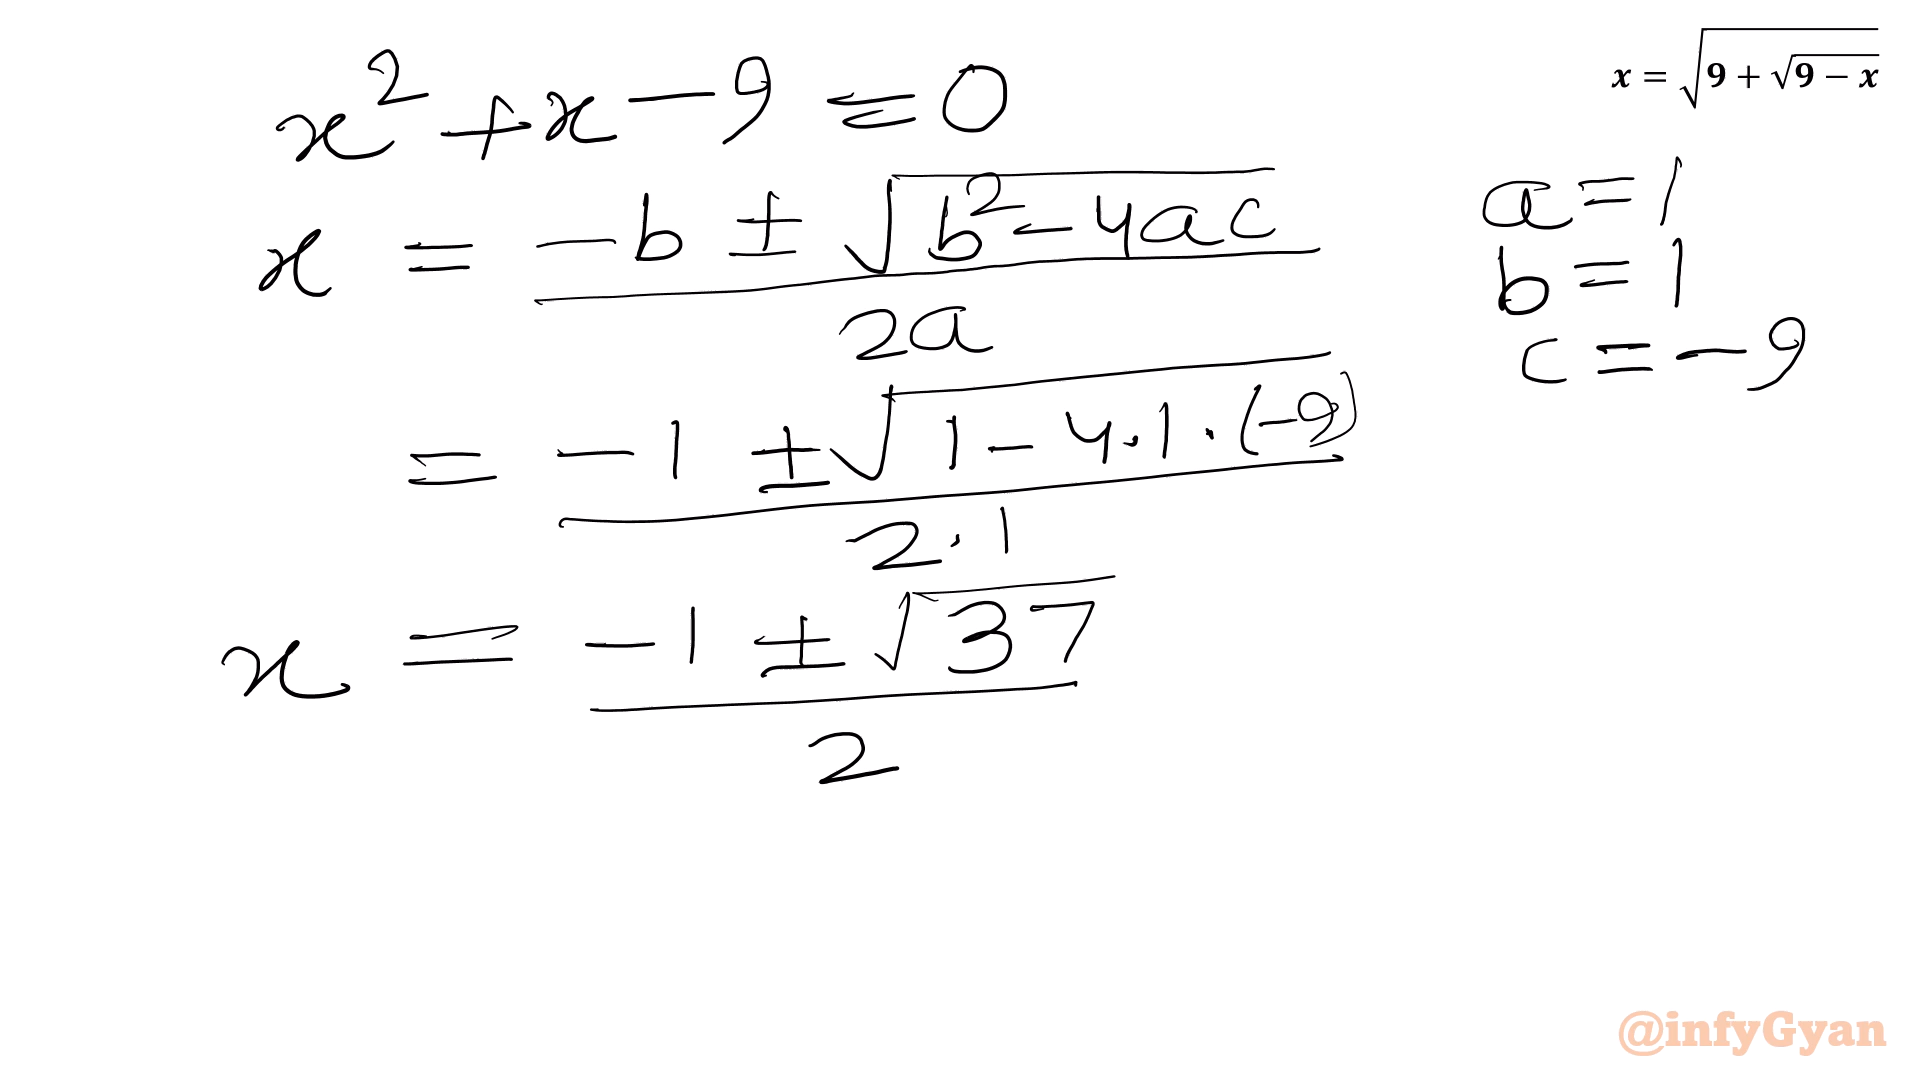 x = √(9 + √(9 − x))
x² + x − 9 = 0
a = 1
x = (−b ± √(b² − 4ac)) / 2a
b = 1
c = −9
= (−1 ± √(1 − 4·1·(−9))) / 2·1
x = (−1 ± √37) / 2
@infyGyan